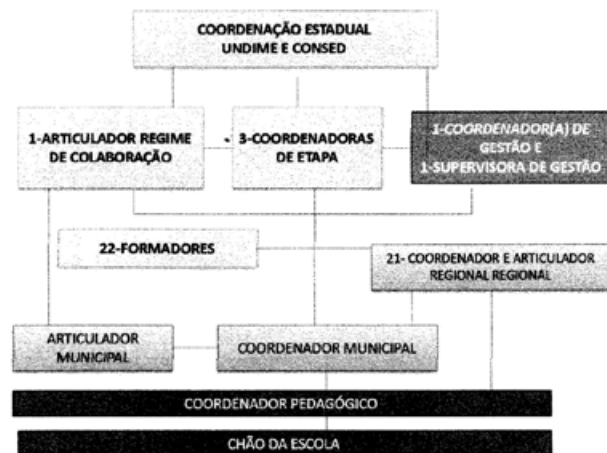 COORDENAÇÃO ESTADUAL
UNDIME E CONSED
1-ARTICULADOR REGIME
DE COLABORAÇÃO
3-COORDENADORAS
DE ETAPA
1-COORDENADOR(A) DE
GESTÃO E
1-SUPERVISORA DE GESTÃO
22-FORMADORES
21- COORDENADOR E ARTICULADOR
REGIONAL REGIONAL
ARTICULADOR
MUNICIPAL
COORDENADOR MUNICIPAL
COORDENADOR PEDAGÓGICO
CHÃO DA ESCOLA